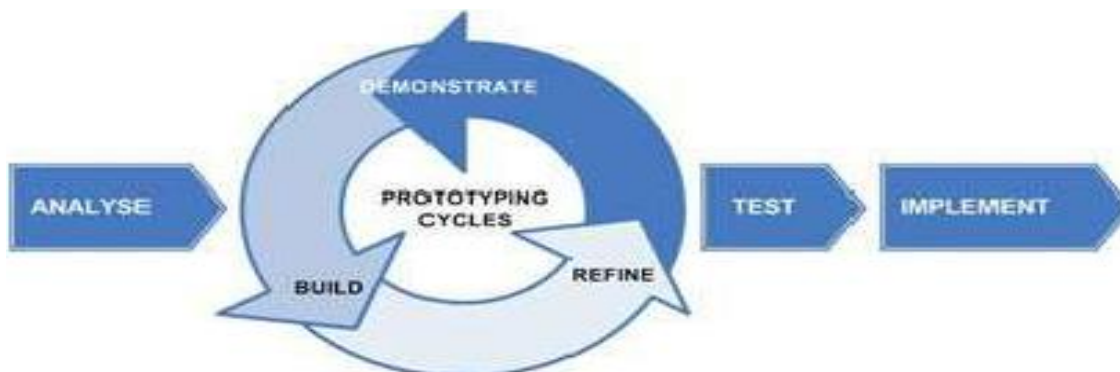 ANALYSE
DEMONSTRATE
PROTOTYPING
CYCLES
BUILD
REFINE
TEST
IMPLEMENT